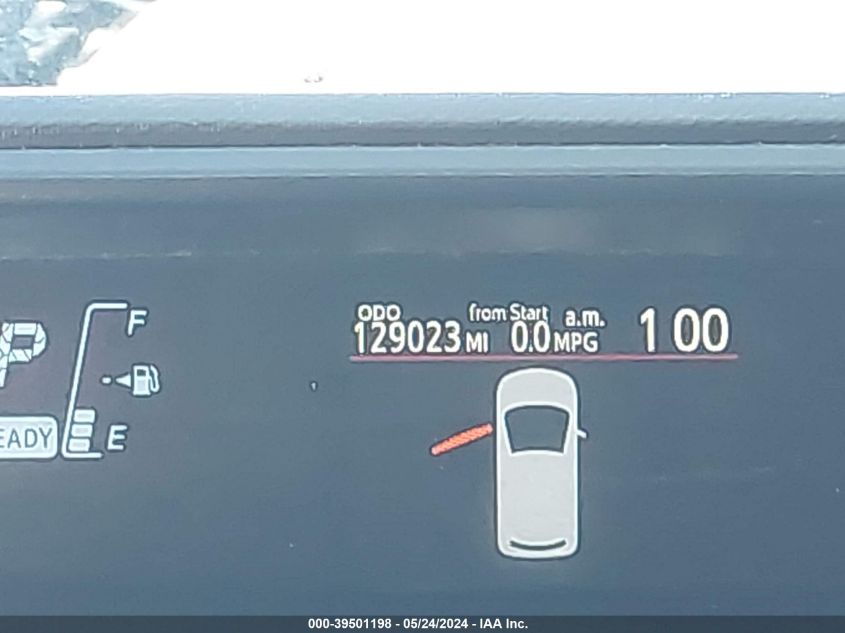 ODO from Start a.m.
129023 MI 0.0 MPG 1 00
P
F
EADY
E
000-39501198 - 05/24/2024 - IAA Inc.